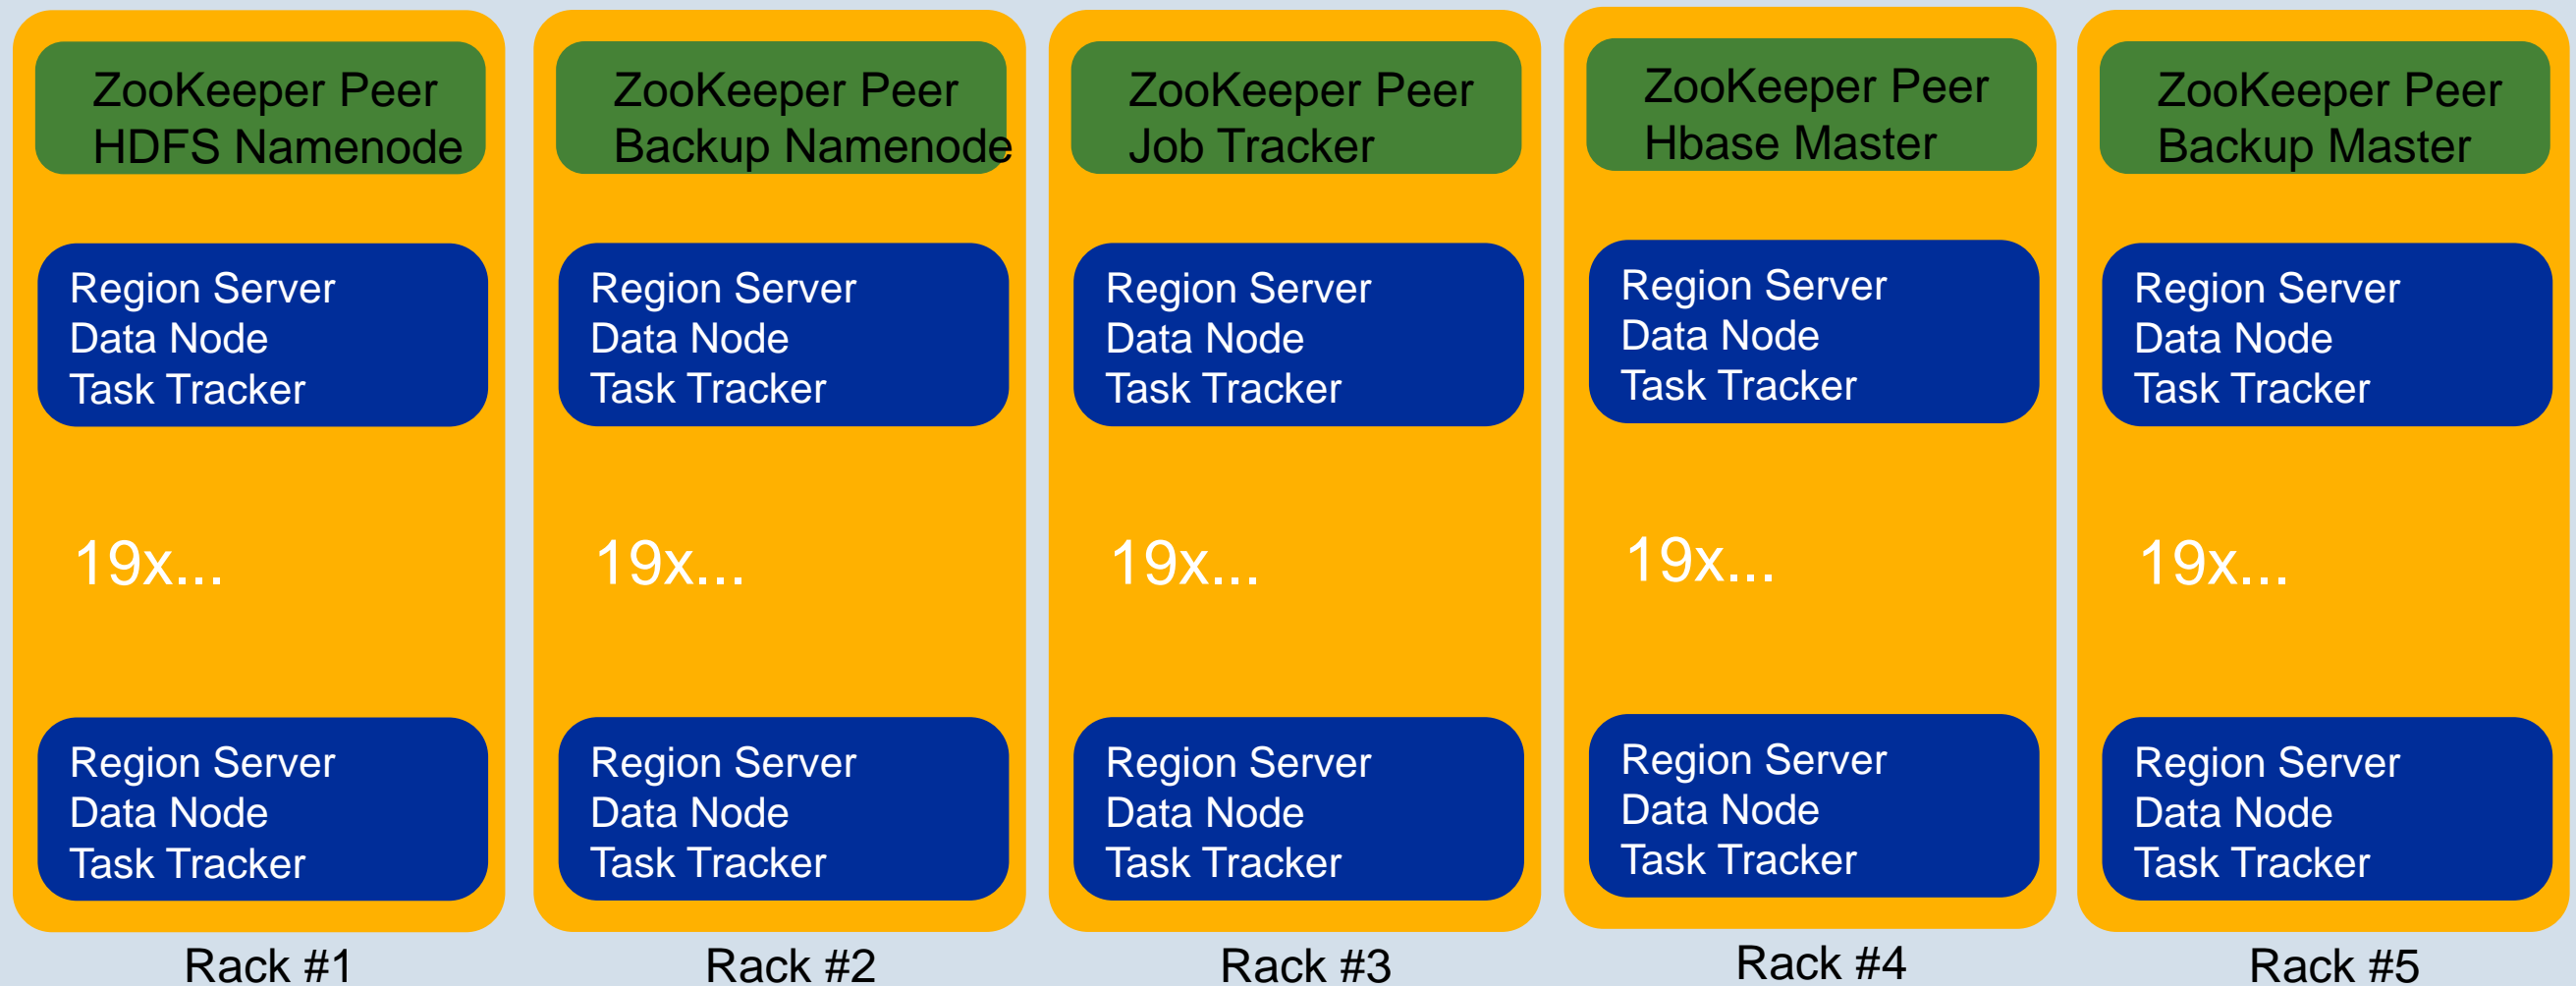 ZooKeeper Peer
HDFS Namenode
Region Server
Data Node
Task Tracker
19x...
Region Server
Data Node
Task Tracker
Rack #1
ZooKeeper Peer
Backup Namenode
Region Server
Data Node
Task Tracker
19x...
Region Server
Data Node
Task Tracker
Rack #2
ZooKeeper Peer
Job Tracker
Region Server
Data Node
Task Tracker
19x...
Region Server
Data Node
Task Tracker
Rack #3
ZooKeeper Peer
Hbase Master
Region Server
Data Node
Task Tracker
19x...
Region Server
Data Node
Task Tracker
Rack #4
ZooKeeper Peer
Backup Master
Region Server
Data Node
Task Tracker
19x...
Region Server
Data Node
Task Tracker
Rack #5